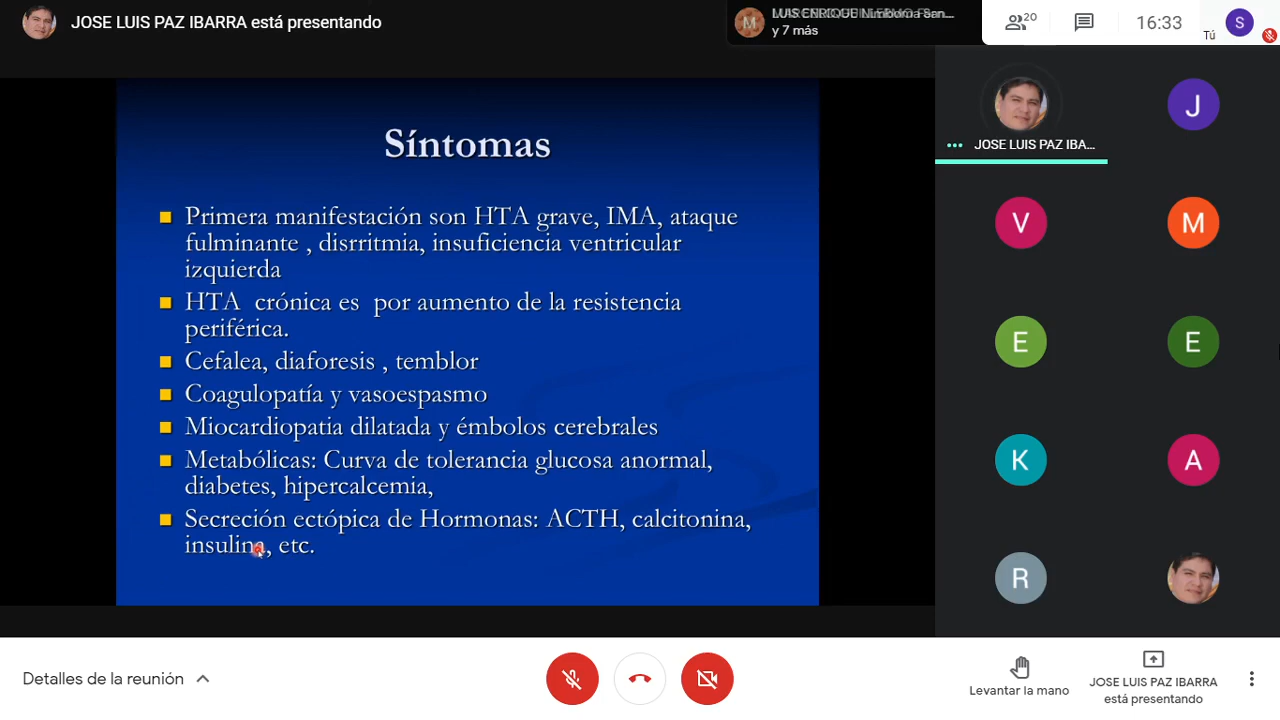 JOSE LUIS PAZ IBARRA está presentando
y 7 más
20
16:33
Tú
S
Síntomas
Primera manifestación son HTA grave, IMA, ataque
fulminante , disrritmia, insuficiencia ventricular
izquierda
HTA crónica es por aumento de la resistencia
periférica.
Cefalea, diaforesis , temblor
Coagulopatía y vasoespasmo
Miocardiopatia dilatada y émbolos cerebrales
Metabólicas: Curva de tolerancia glucosa anormal,
diabetes, hipercalcemia,
Secreción ectópica de Hormonas: ACTH, calcitonina,
insulina, etc.
JOSE LUIS PAZ IBA...
J
V
M
E
E
K
A
R
Detalles de la reunión
Levantar la mano
JOSE LUIS PAZ IBARRA
está presentando